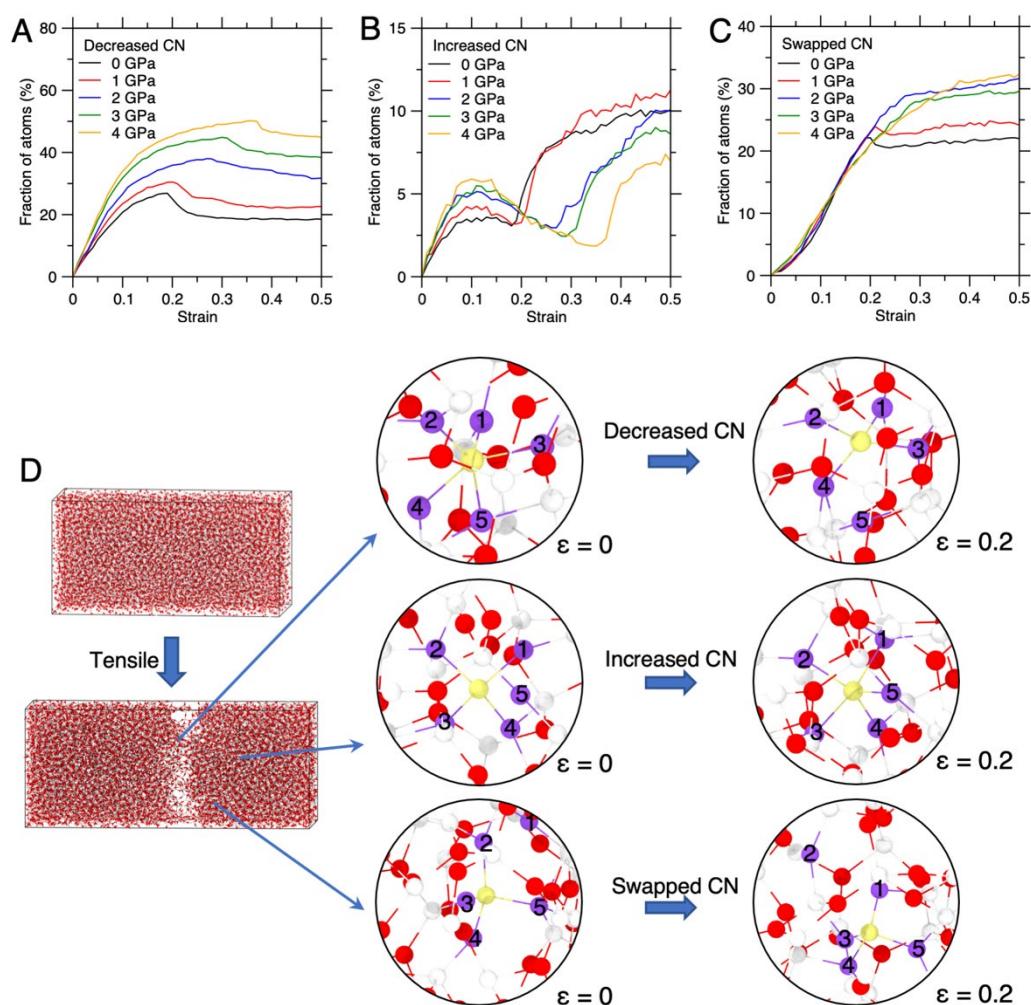 A
Decreased CN
0 GPa
1 GPa
2 GPa
3 GPa
4 GPa
Fraction of atoms (%)
80
60
40
20
0
0 0.1 0.2 0.3 0.4 0.5
Strain
B
Increased CN
0 GPa
1 GPa
2 GPa
3 GPa
4 GPa
Fraction of atoms (%)
15
10
5
0
0 0.1 0.2 0.3 0.4 0.5
Strain
C
Swapped CN
0 GPa
1 GPa
2 GPa
3 GPa
4 GPa
Fraction of atoms (%)
40
30
20
10
0
0 0.1 0.2 0.3 0.4 0.5
Strain
D
Tensile
2 1
3
4
5
ε = 0
Decreased CN
2 1
3
4
5
ε = 0.2
2 1
5
3 4
ε = 0
Increased CN
1
2
5
3 4
ε = 0.2
1
2
3 5
4
ε = 0
Swapped CN
2
1
3
4 5
ε = 0.2